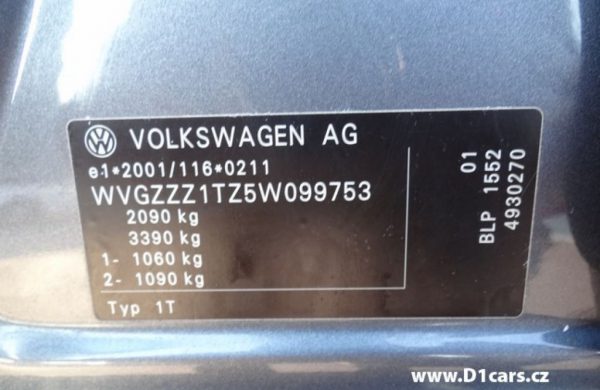 VOLKSWAGEN AG
e1*2001/116*0211
WVGZZZ1TZ5W099753
2090 kg
3390 kg
1- 1060 kg
2- 1090 kg
Typ 1T
01
BLP 1552
4930270
www.D1cars.cz